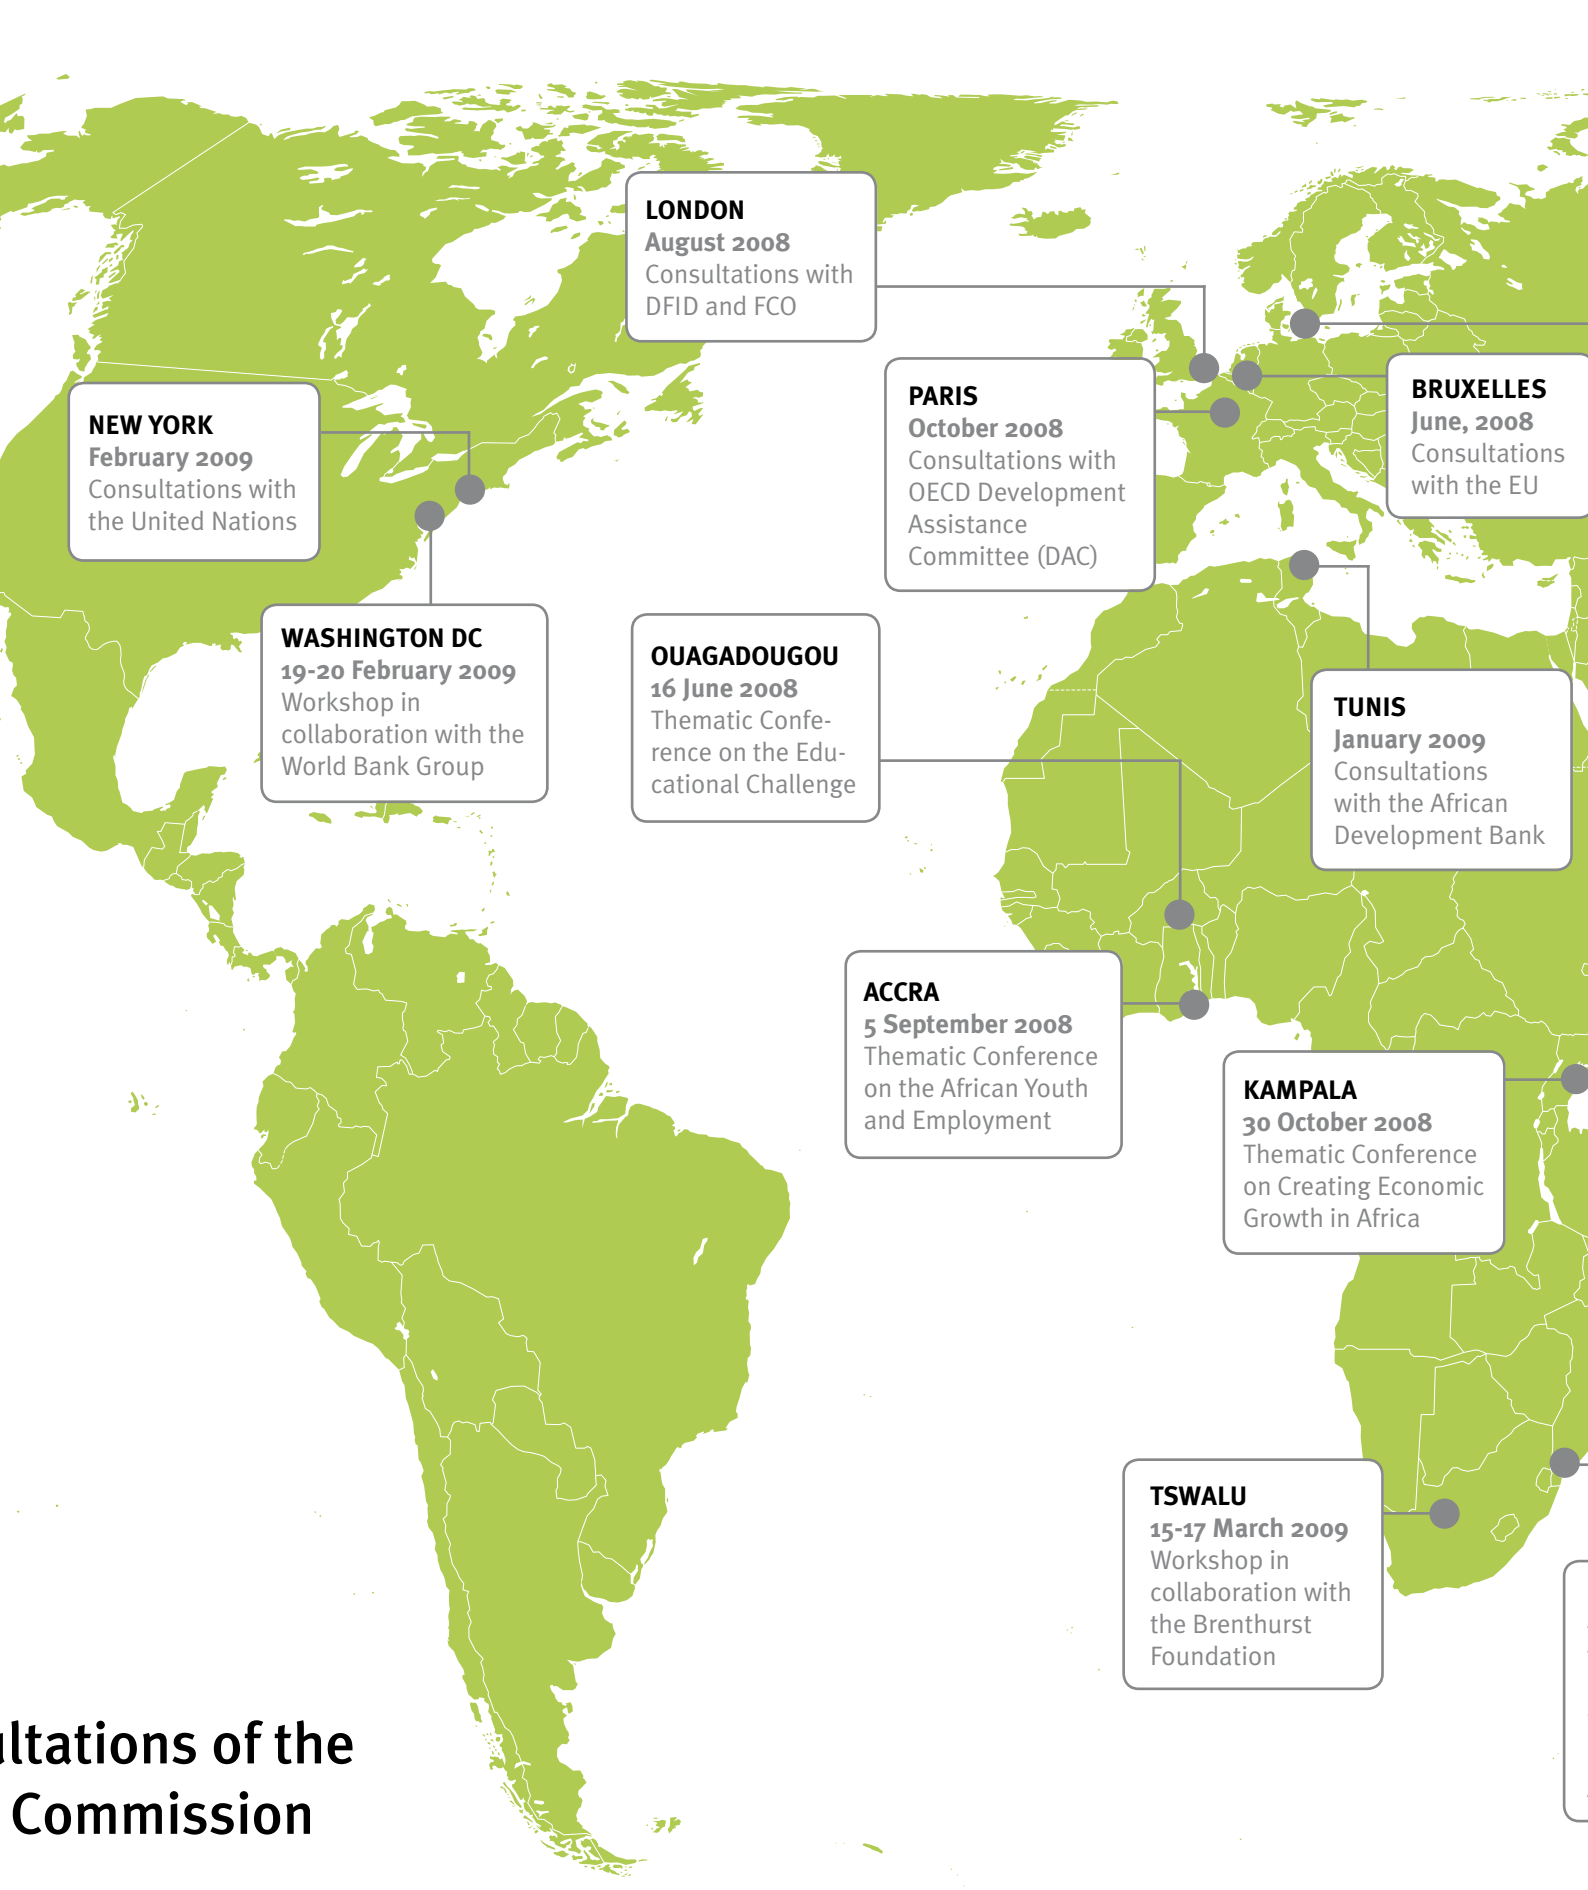 LONDON
August 2008
Consultations with
DFID and FCO
NEW YORK
February 2009
Consultations with
the United Nations
PARIS
October 2008
Consultations with
OECD Development
Assistance
Committee (DAC)
BRUXELLES
June, 2008
Consultations
with the EU
WASHINGTON DC
19-20 February 2009
Workshop in
collaboration with the
World Bank Group
OUAGADOUGOU
16 June 2008
Thematic Confe-
rence on the Edu-
cational Challenge
TUNIS
January 2009
Consultations
with the African
Development Bank
ACCRA
5 September 2008
Thematic Conference
on the African Youth
and Employment
KAMPALA
30 October 2008
Thematic Conference
on Creating Economic
Growth in Africa
TSWALU
15-17 March 2009
Workshop in
collaboration with
the Brenthurst
Foundation
ultations of the
Commission